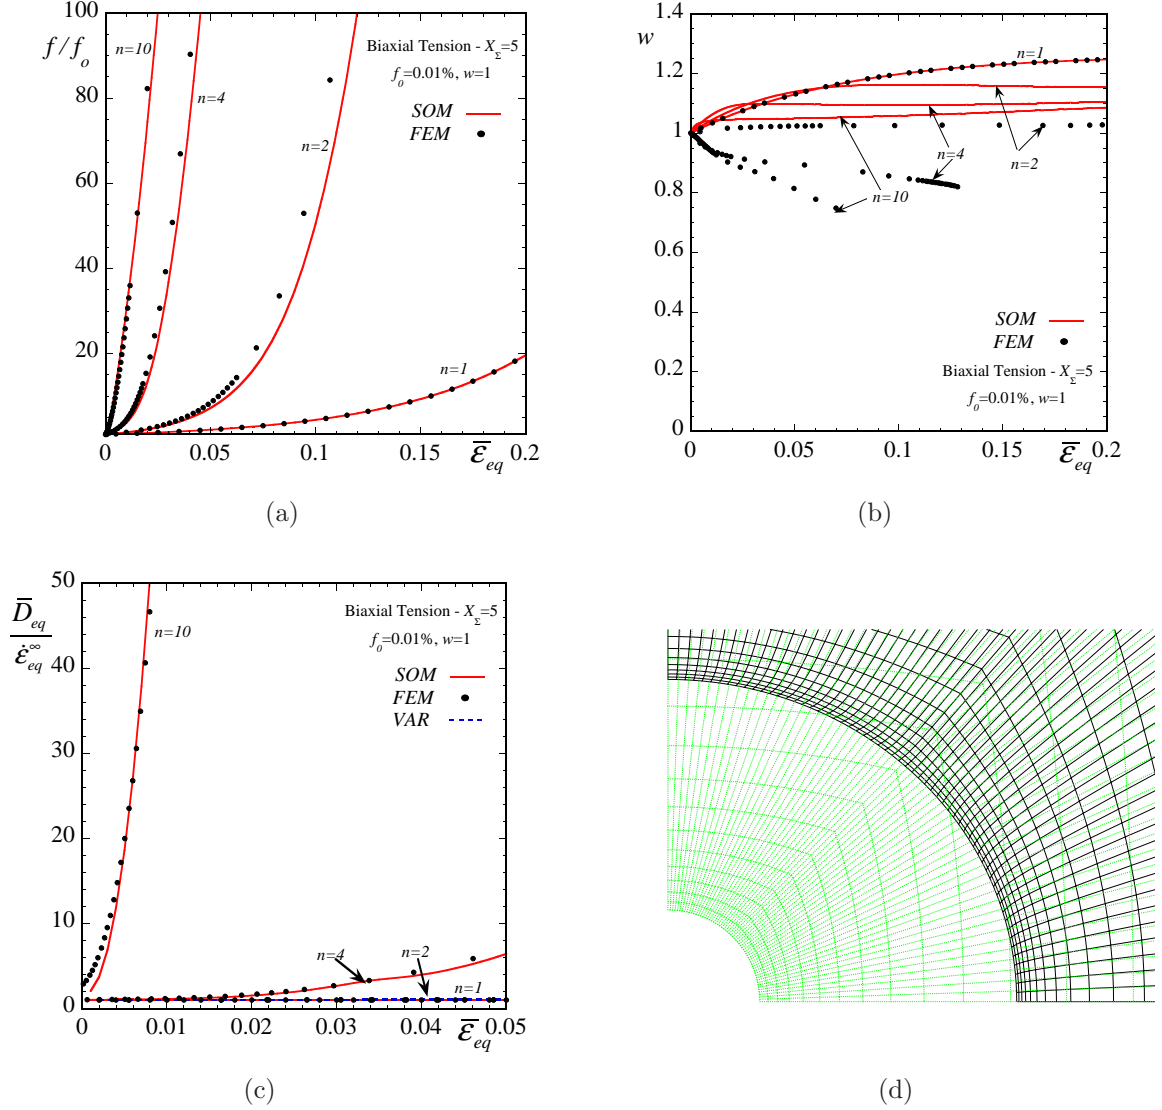 f/f_o
100
80
60
40
20
0
0.05
0.1
0.15
0.2
ε̅_eq
n=10
n=4
n=2
n=1
Biaxial Tension - X_Σ=5
f_0=0.01%, w=1
SOM
FEM
(a)
w
1.4
1.2
1
0.8
0.6
0.4
0.2
0
0
0.05
0.1
0.15
0.2
ε̅_eq
n=1
n=2
n=4
n=10
SOM
FEM
Biaxial Tension - X_Σ=5
f_0=0.01%, w=1
(b)
D̅_eq
ε̇_eq^∞
50
40
30
20
10
0
0
0.01
0.02
0.03
0.04
0.05
ε̅_eq
n=10
n=4
n=2
n=1
Biaxial Tension - X_Σ=5
f_0=0.01%, w=1
SOM
FEM
VAR
(c)
(d)